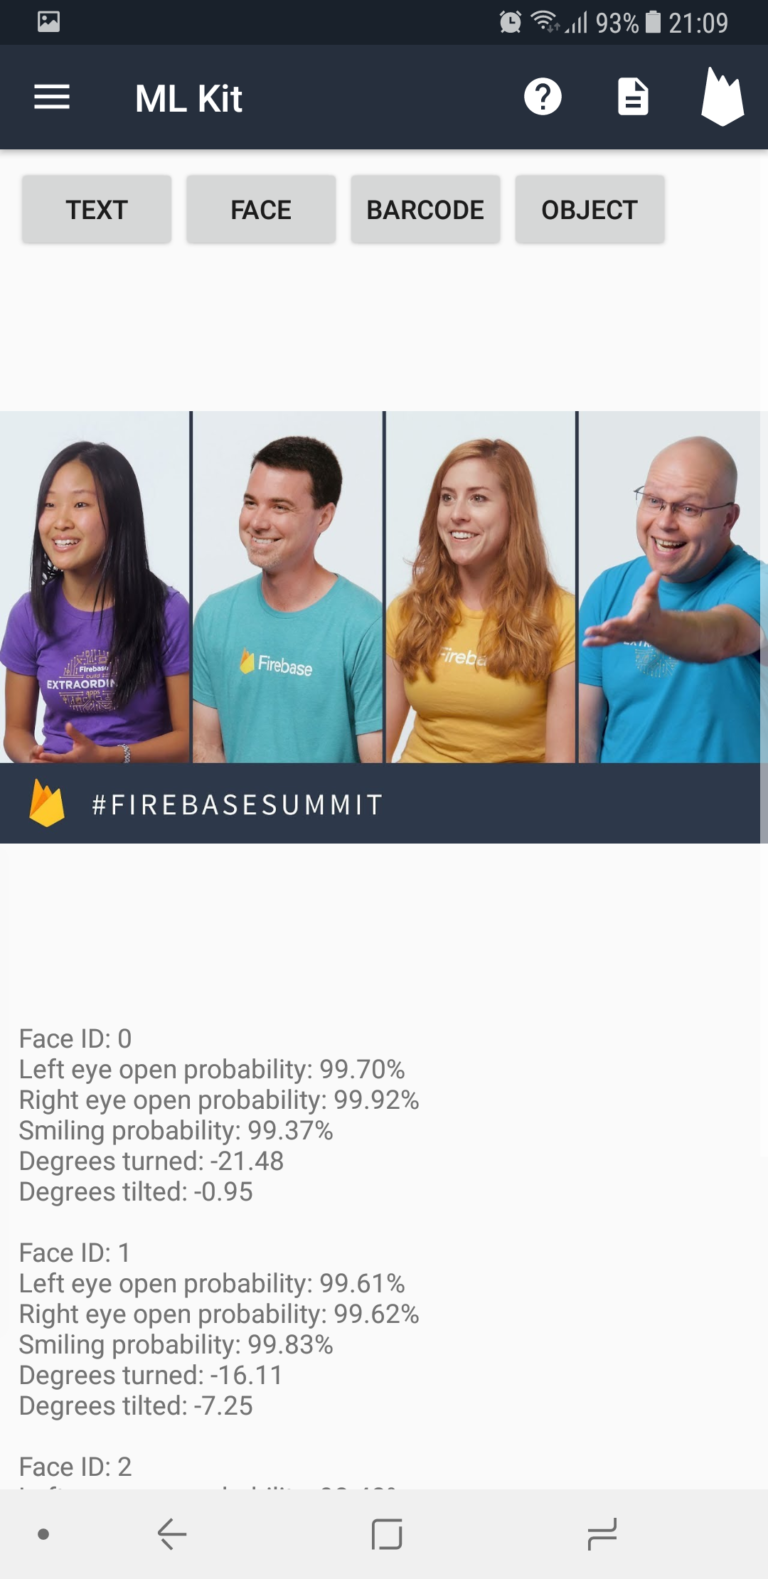 93% 21:09
ML Kit
TEXT FACE BARCODE OBJECT
Firebase
EXTRAORDIN
apps
Firebase
Fireba
#FIREBASESUMMIT
Face ID: 0
Left eye open probability: 99.70%
Right eye open probability: 99.92%
Smiling probability: 99.37%
Degrees turned: -21.48
Degrees tilted: -0.95
Face ID: 1
Left eye open probability: 99.61%
Right eye open probability: 99.62%
Smiling probability: 99.83%
Degrees turned: -16.11
Degrees tilted: -7.25
Face ID: 2